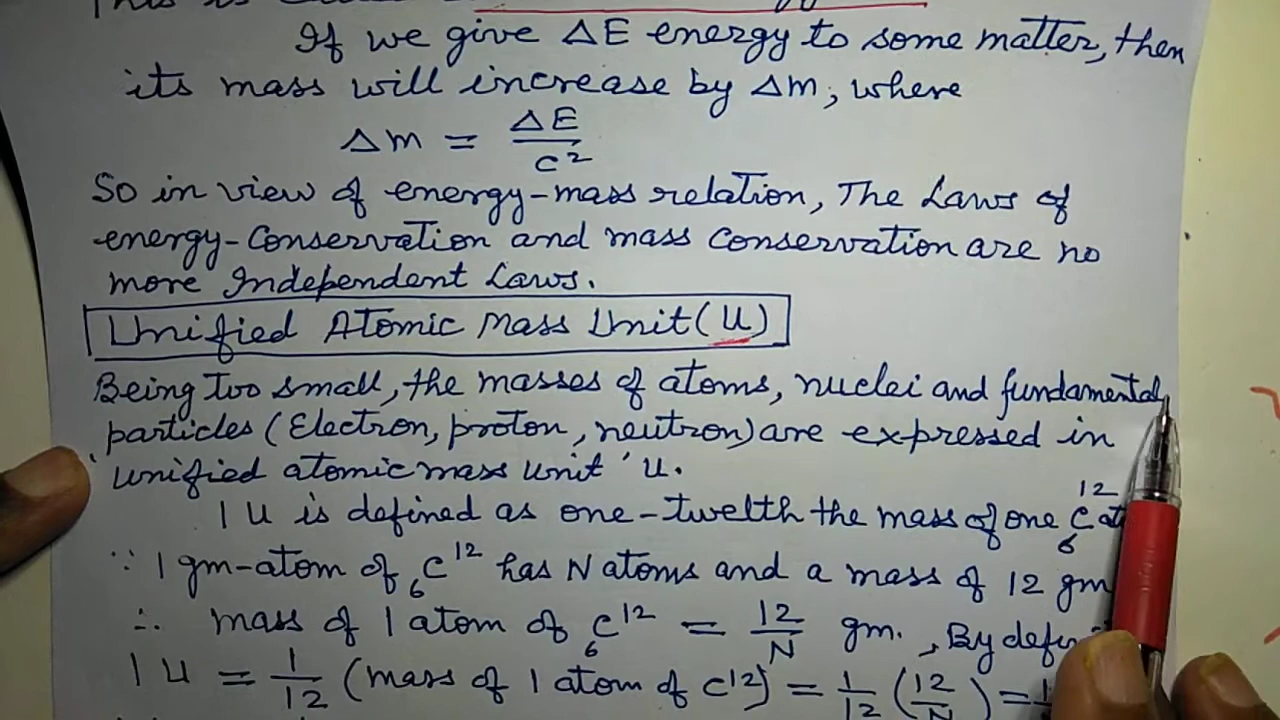 This is
If we give ΔE energy to some matter, then
its mass will increase by Δm, where
Δm = ΔE/c²
So in view of energy-mass relation, The Laws of
energy-Conservation and mass conservation are no
more Independent Laws.
Unified Atomic Mass Unit (u)
Being too small, the masses of atoms, nuclei and fundamental
particles (Electron, proton, neutron) are expressed in
unified atomic mass unit 'u.
1 u is defined as one-twelth the mass of one ₆C¹²
∵ 1 gm-atom of ₆C¹² has N atoms and a mass of 12 gm
∴ mass of 1 atom of ₆C¹² = 12/N gm. , By
1 u = 1/12 (mass of 1 atom of C¹²) = 1/12 (12/N) =